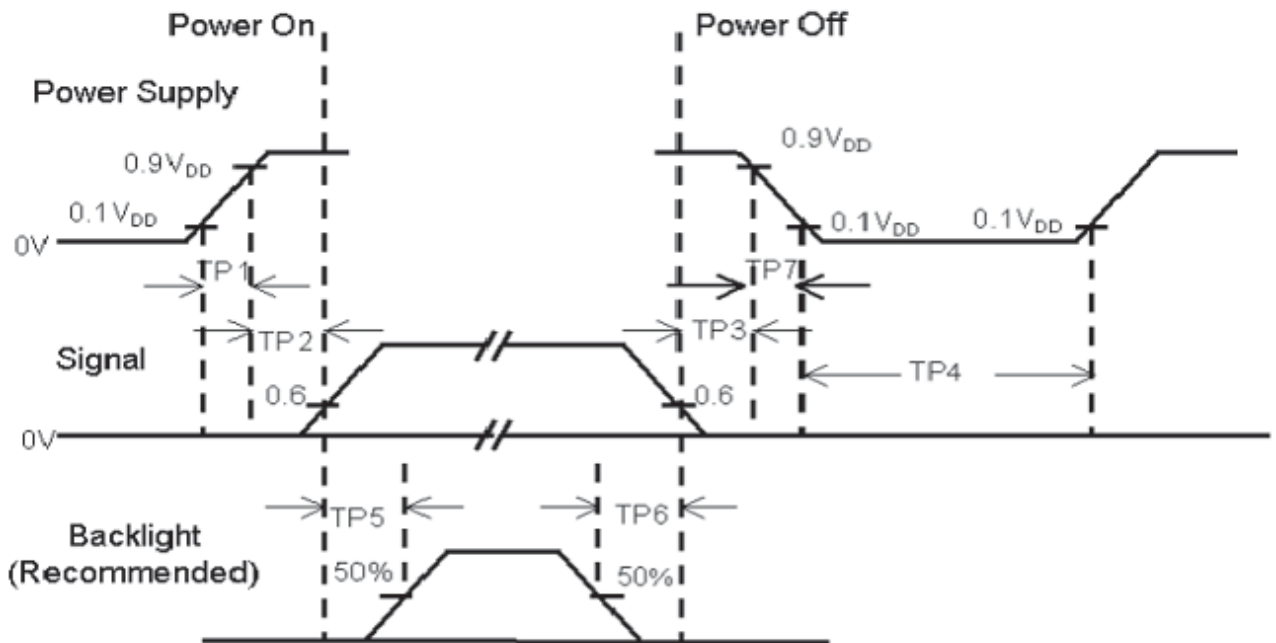 Power On
Power Off
Power Supply
0.9VDD
0.9VDD
0.1VDD
0.1VDD
0.1VDD
0V
TP1
TP7
TP2
TP3
Signal
TP4
0.6
0.6
0V
TP5
TP6
Backlight
(Recommended)
50%
50%